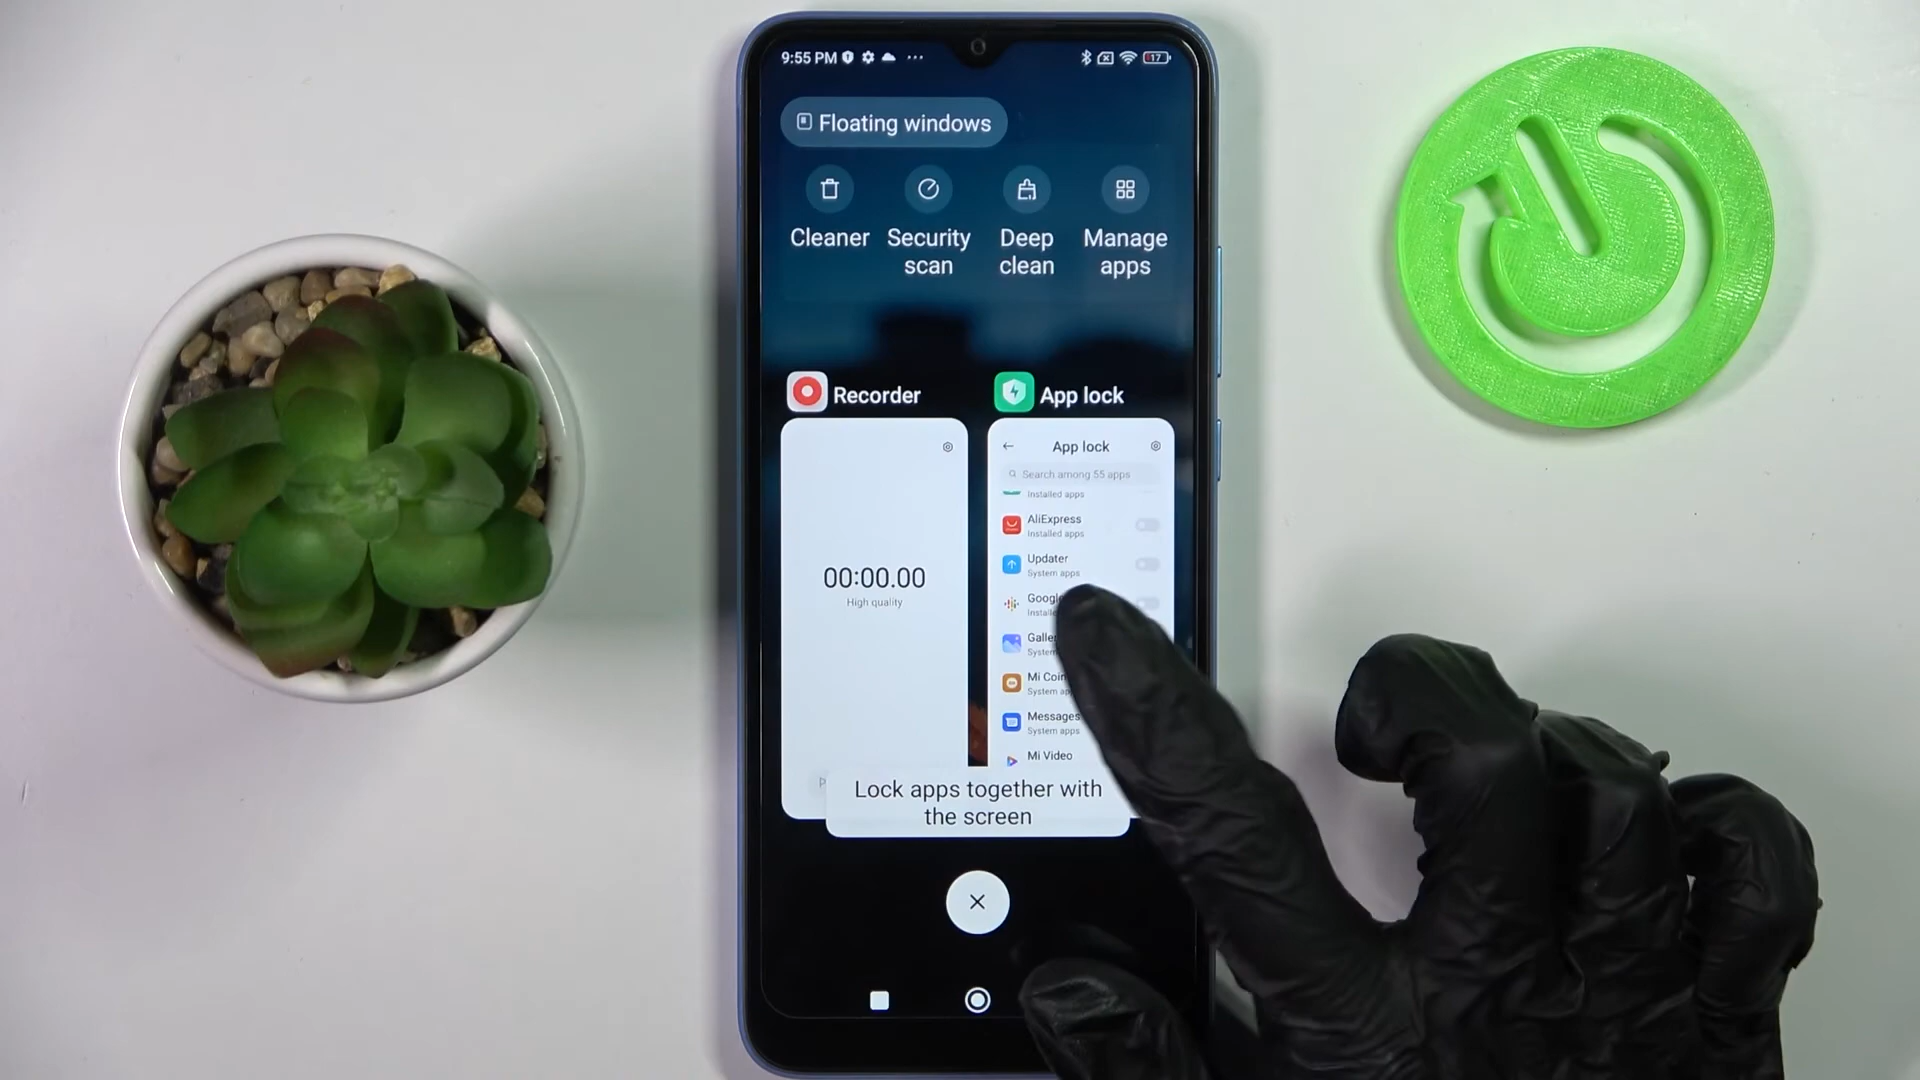 9:55 PM
17
Floating windows
Cleaner
Security scan
Deep clean
Manage apps
Recorder
App lock
00:00.00
High quality
App lock
Search among 55 apps
Installed apps
AliExpress
Installed apps
Updater
System apps
Mi Video
Messages
System apps
Lock apps together with
the screen